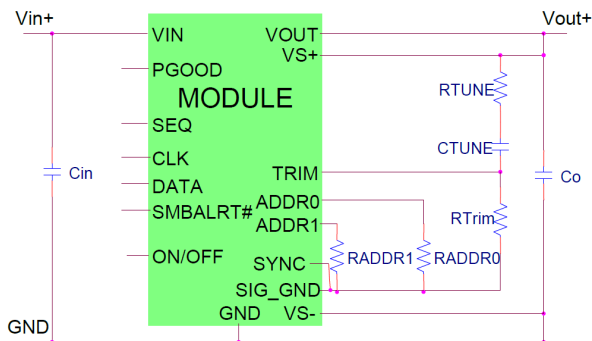 Vin+
Vout+
VIN
VOUT
VS+
PGOOD
RTUNE
MODULE
SEQ
CTUNE
CLK
TRIM
Cin
Co
DATA
ADDR0
SMBALRT#
RTrim
ADDR1
ON/OFF
SYNC
RADDR1
RADDR0
SIG_GND
GND
VS-
GND